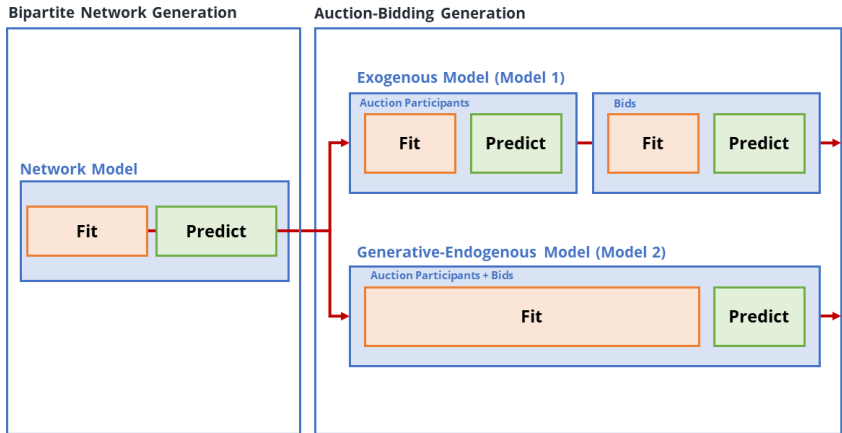 Bipartite Network Generation
Auction-Bidding Generation
Exogenous Model (Model 1)
Auction Participants
Bids
Fit
Predict
Fit
Predict
Network Model
Fit
Predict
Generative-Endogenous Model (Model 2)
Auction Participants + Bids
Fit
Predict